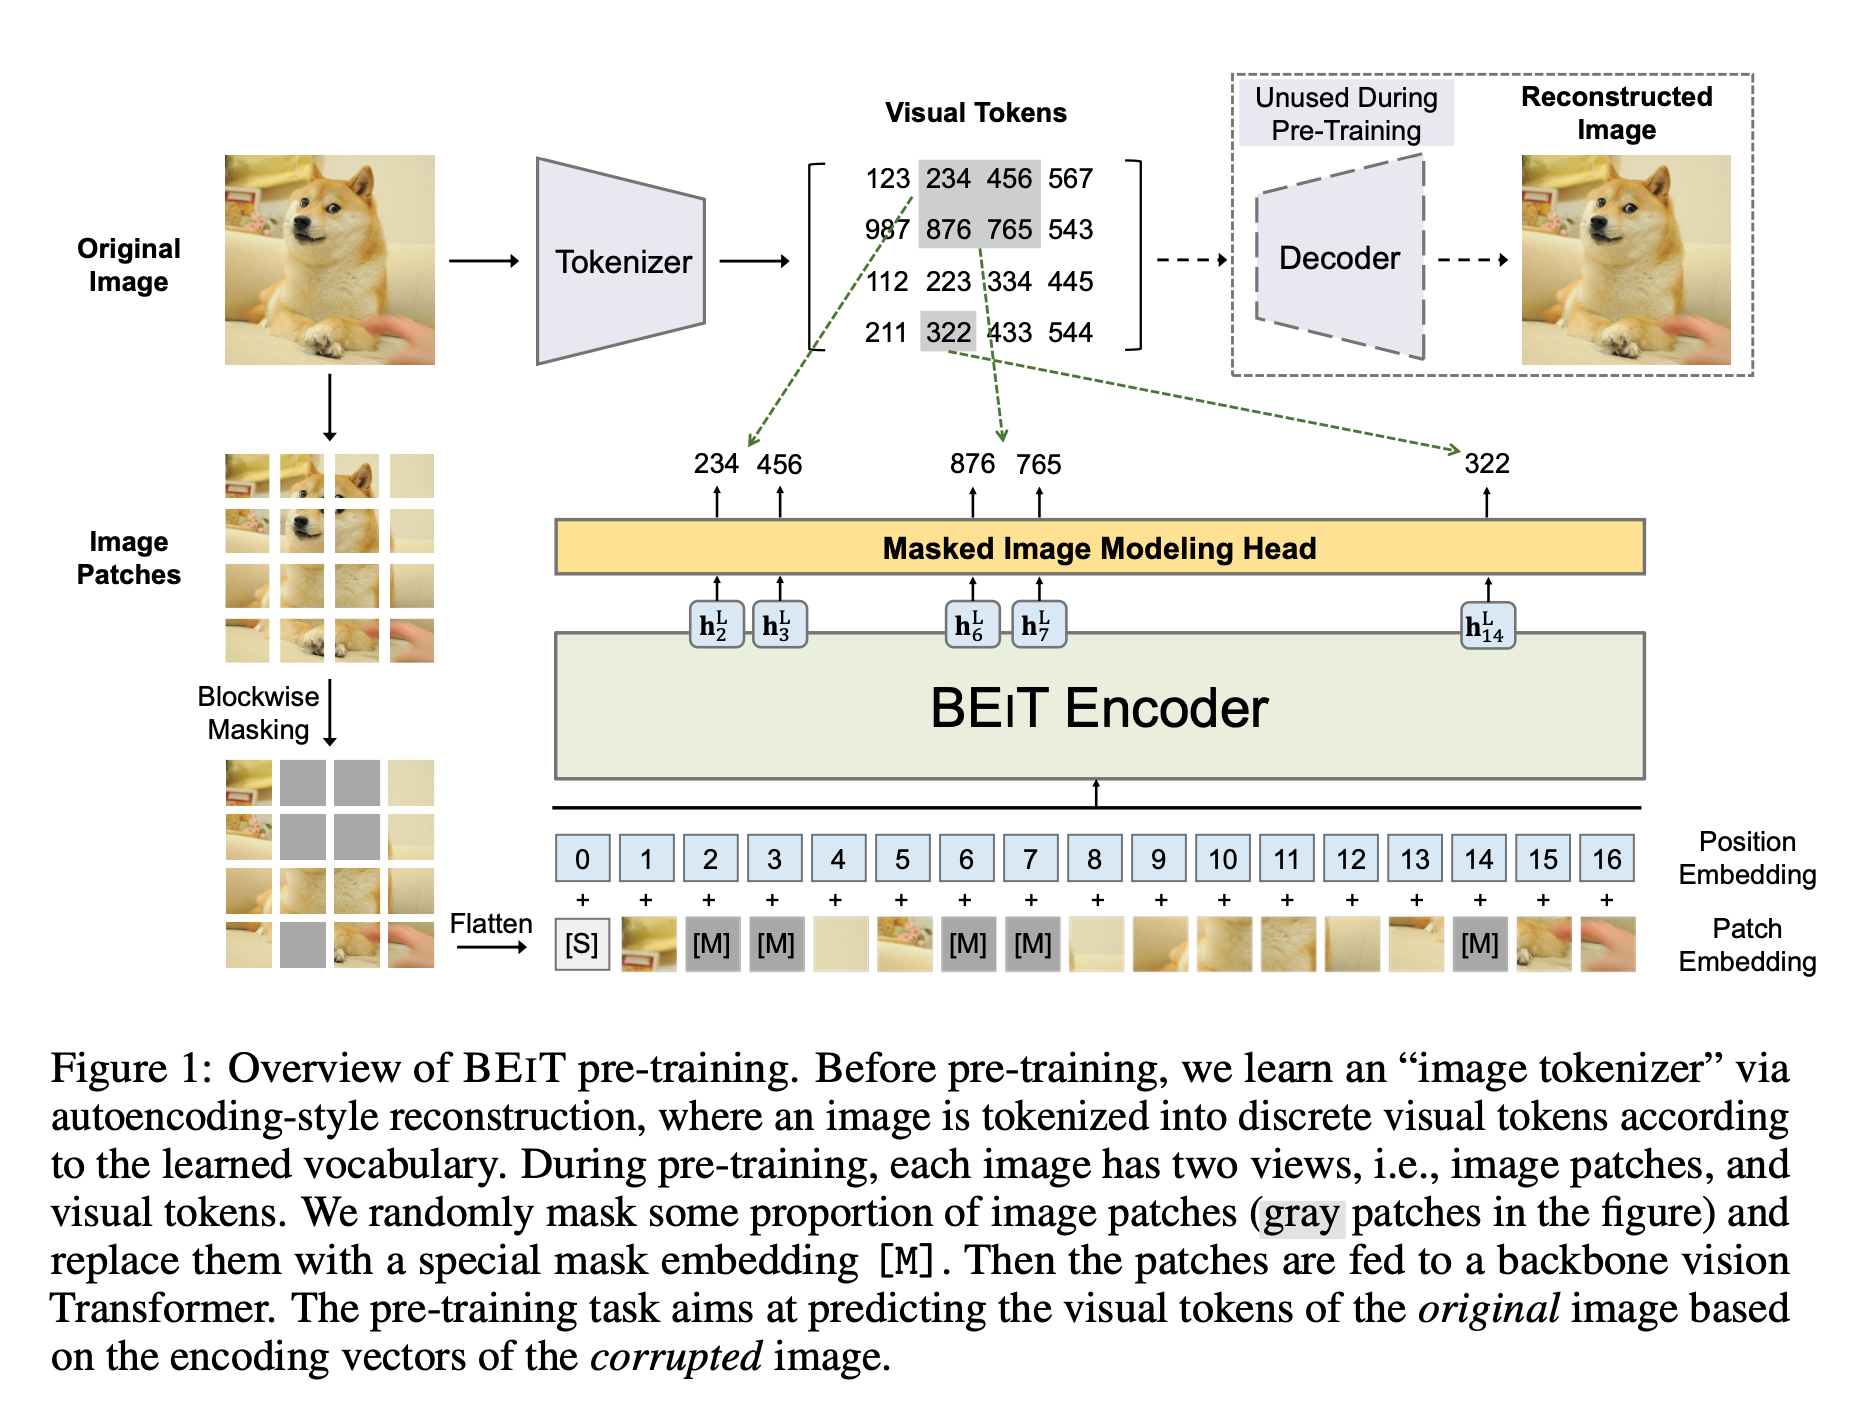 Visual Tokens
Unused During
Pre-Training
Reconstructed
Image
Original
Image
Tokenizer
123 234 456 567
987 876 765 543
112 223 334 445
211 322 433 544
Decoder
234 456 876 765 322
Image
Patches
Masked Image Modeling Head
h₂ᴸ h₃ᴸ h₆ᴸ h₇ᴸ h₁₄ᴸ
BEIT Encoder
Blockwise
Masking
0 1 2 3 4 5 6 7 8 9 10 11 12 13 14 15 16
Position
Embedding
+ + + + + + + + + + + + + + + + +
Flatten
[S] [M] [M] [M] [M] [M]
Patch
Embedding
Figure 1: Overview of BEIT pre-training. Before pre-training, we learn an “image tokenizer” via
autoencoding-style reconstruction, where an image is tokenized into discrete visual tokens according
to the learned vocabulary. During pre-training, each image has two views, i.e., image patches, and
visual tokens. We randomly mask some proportion of image patches (gray patches in the figure) and
replace them with a special mask embedding [M]. Then the patches are fed to a backbone vision
Transformer. The pre-training task aims at predicting the visual tokens of the original image based
on the encoding vectors of the corrupted image.